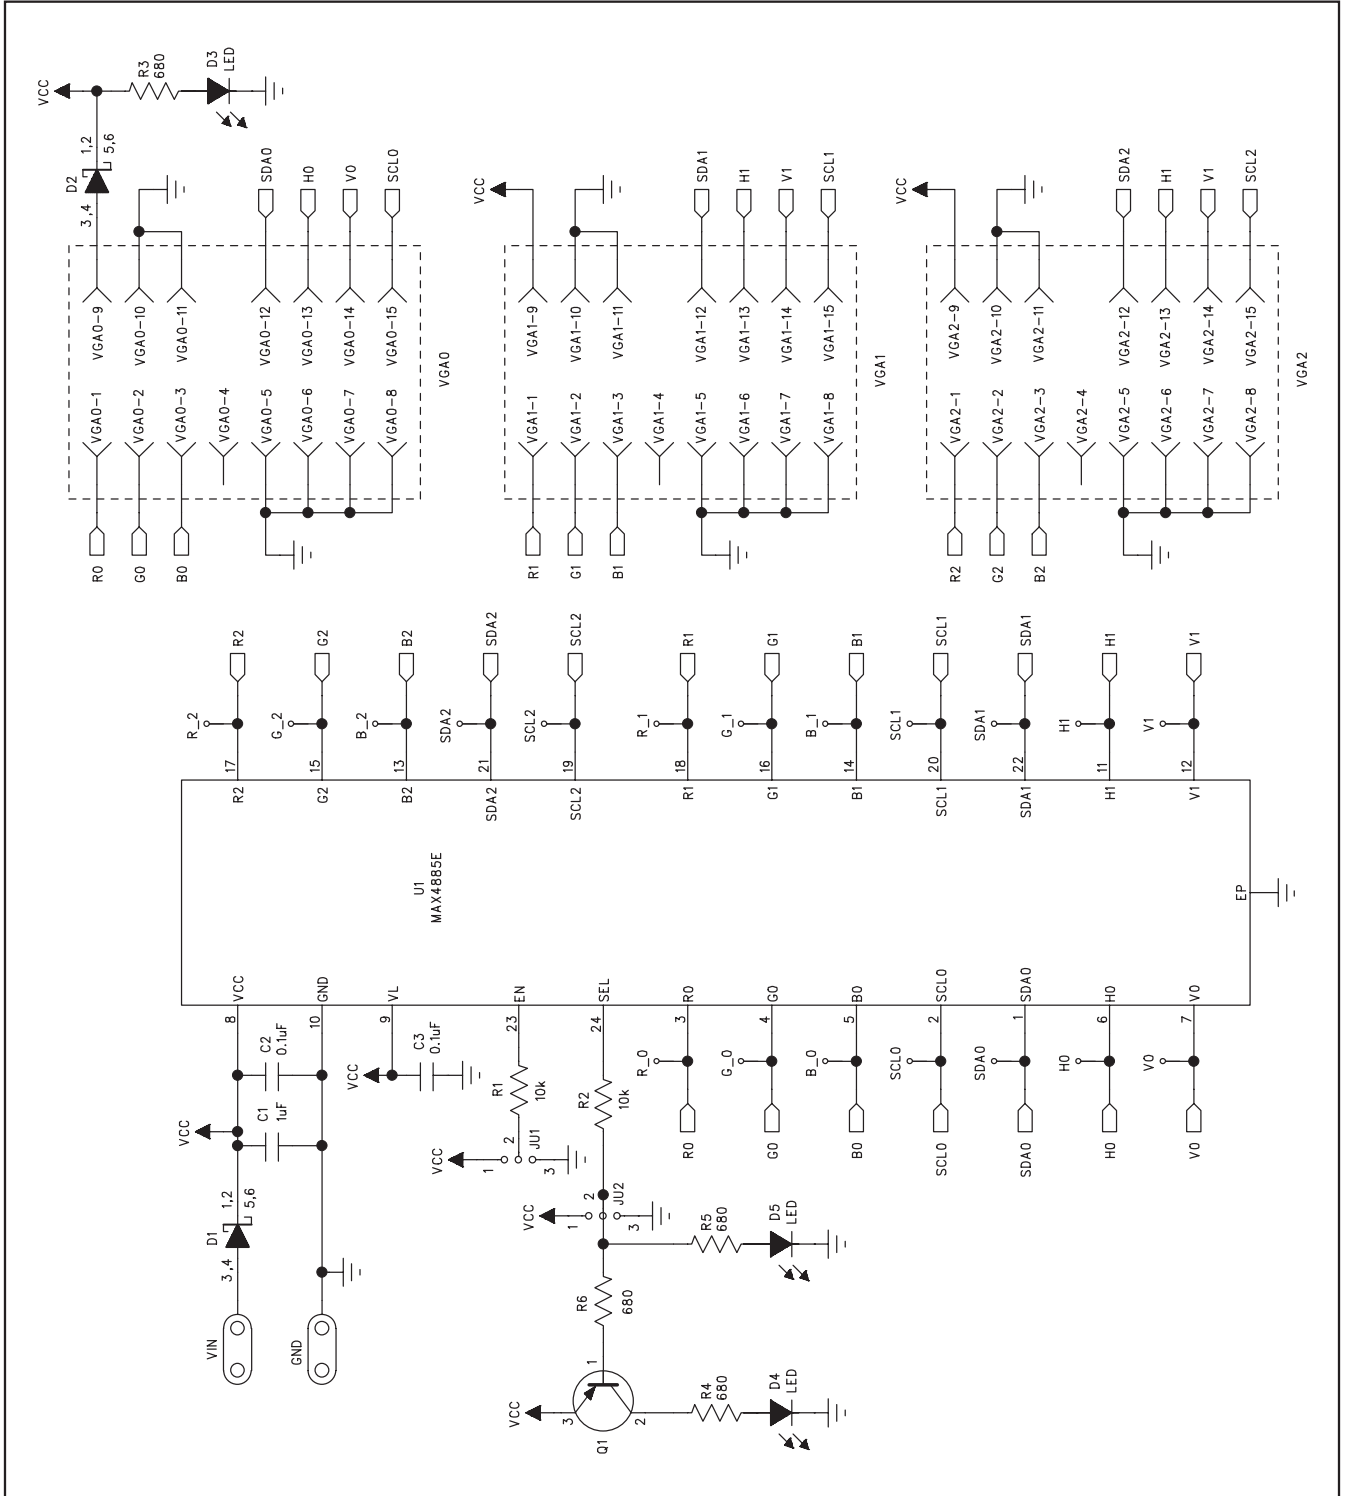 VIN
3,4
D1
1,2
5,6
VCC
C1
1uF
C2
0.1uF
8
VCC
GND
10
GND
VCC
C3
0.1uF
9
VL
VCC
1
2
3
JU1
R1
10k
23
EN
VCC
3
2
1
Q1
R6
680
VCC
1
2
3
JU2
R2
10k
24
SEL
R4
680
D4
LED
R5
680
D5
LED
R0
R_0
3
R0
G0
G_0
4
G0
B0
B_0
5
B0
SCL0
SCL0
2
SCL0
SDA0
SDA0
1
SDA0
H0
H0
6
H0
V0
V0
7
V0
U1
MAX4885E
EP
R2
17
R_2
R2
G2
15
G_2
G2
B2
13
B_2
B2
SDA2
21
SDA2
SDA2
SCL2
19
SCL2
SCL2
R1
18
R_1
R1
G1
16
G_1
G1
B1
14
B_1
B1
SCL1
20
SCL1
SCL1
SDA1
22
SDA1
SDA1
H1
11
H1
H1
V1
12
V1
V1
R0
VGA0-1
VGA0-9
3,4
D2
1,2
5,6
VCC
R3
680
D3
LED
G0
VGA0-2
VGA0-10
B0
VGA0-3
VGA0-11
VGA0-4
VGA0-5
VGA0-12
SDA0
VGA0-6
VGA0-13
H0
VGA0-7
VGA0-14
V0
VGA0-8
VGA0-15
SCL0
VGA0
R1
VGA1-1
VGA1-9
VCC
G1
VGA1-2
VGA1-10
B1
VGA1-3
VGA1-11
VGA1-4
VGA1-5
VGA1-12
SDA1
VGA1-6
VGA1-13
H1
VGA1-7
VGA1-14
V1
VGA1-8
VGA1-15
SCL1
VGA1
R2
VGA2-1
VGA2-9
VCC
G2
VGA2-2
VGA2-10
B2
VGA2-3
VGA2-11
VGA2-4
VGA2-5
VGA2-12
SDA2
VGA2-6
VGA2-13
H1
VGA2-7
VGA2-14
V1
VGA2-8
VGA2-15
SCL2
VGA2